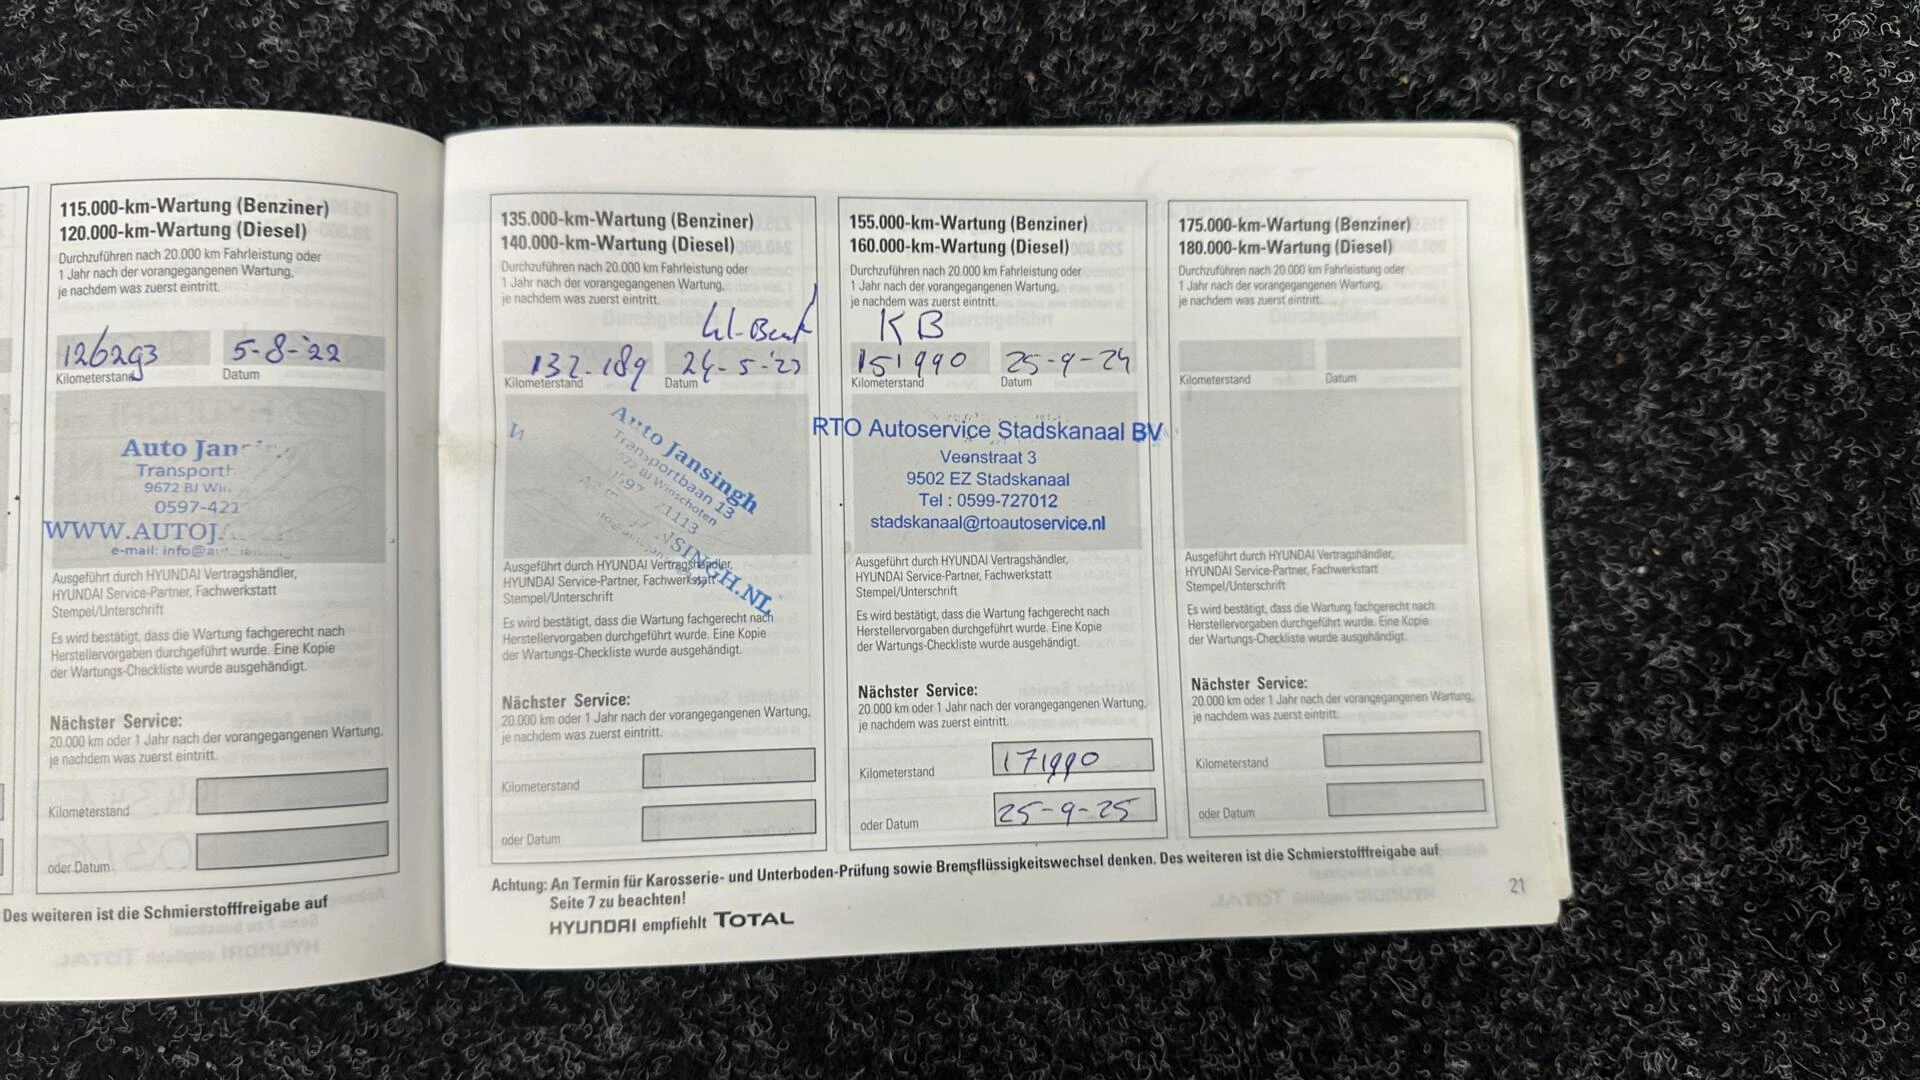 115.000-km-Wartung (Benziner)
120.000-km-Wartung (Diesel)
Durchzuführen nach 20.000 km Fahrleistung oder
1 Jahr nach der vorangegangenen Wartung,
je nachdem was zuerst eintritt.
126293 5-8-'22
Kilometerstand Datum
Auto Jan
Transport
9672 BJ Win
0597-421
WWW.AUTOJ
e-mail: info@
Ausgeführt durch HYUNDAI Vertragshändler,
HYUNDAI Service-Partner, Fachwerkstatt
Stempel/Unterschrift
Es wird bestätigt, dass die Wartung fachgerecht nach
Herstellervorgaben durchgeführt wurde. Eine Kopie
der Wartungs-Checkliste wurde ausgehändigt.
Nächster Service:
20.000 km oder 1 Jahr nach der vorangegangenen Wartung,
je nachdem was zuerst eintritt.
Kilometerstand
oder Datum
Des weiteren ist die Schmierstofffreigabe auf
135.000-km-Wartung (Benziner)
140.000-km-Wartung (Diesel)
Durchzuführen nach 20.000 km Fahrleistung oder
1 Jahr nach der vorangegangenen Wartung,
je nachdem was zuerst eintritt.
132.189 24-5-'23
Kilometerstand Datum
Auto Jansingh
Transportbaan 13
9672 BJ Winschoten
21113
NSINGH.NL
Ausgeführt durch HYUNDAI Vertragshändler,
HYUNDAI Service-Partner, Fachwerkstatt
Stempel/Unterschrift
Es wird bestätigt, dass die Wartung fachgerecht nach
Herstellervorgaben durchgeführt wurde. Eine Kopie
der Wartungs-Checkliste wurde ausgehändigt.
Nächster Service:
20.000 km oder 1 Jahr nach der vorangegangenen Wartung,
je nachdem was zuerst eintritt.
Kilometerstand
oder Datum
155.000-km-Wartung (Benziner)
160.000-km-Wartung (Diesel)
Durchzuführen nach 20.000 km Fahrleistung oder
1 Jahr nach der vorangegangenen Wartung,
je nachdem was zuerst eintritt.
KB
151990 25-9-24
Kilometerstand Datum
RTO Autoservice Stadskanaal BV
Veenstraat 3
9502 EZ Stadskanaal
Tel : 0599-727012
stadskanaal@rtoautoservice.nl
Ausgeführt durch HYUNDAI Vertragshändler,
HYUNDAI Service-Partner, Fachwerkstatt
Stempel/Unterschrift
Es wird bestätigt, dass die Wartung fachgerecht nach
Herstellervorgaben durchgeführt wurde. Eine Kopie
der Wartungs-Checkliste wurde ausgehändigt.
Nächster Service:
20.000 km oder 1 Jahr nach der vorangegangenen Wartung,
je nachdem was zuerst eintritt.
Kilometerstand 171990
oder Datum 25-9-25
175.000-km-Wartung (Benziner)
180.000-km-Wartung (Diesel)
Durchzuführen nach 20.000 km Fahrleistung oder
1 Jahr nach der vorangegangenen Wartung,
je nachdem was zuerst eintritt.
Kilometerstand Datum
Ausgeführt durch HYUNDAI Vertragshändler,
HYUNDAI Service-Partner, Fachwerkstatt
Stempel/Unterschrift
Es wird bestätigt, dass die Wartung fachgerecht nach
Herstellervorgaben durchgeführt wurde. Eine Kopie
der Wartungs-Checkliste wurde ausgehändigt.
Nächster Service:
20.000 km oder 1 Jahr nach der vorangegangenen Wartung,
je nachdem was zuerst eintritt.
Kilometerstand
oder Datum
Achtung: An Termin für Karosserie- und Unterboden-Prüfung sowie Bremsflüssigkeitswechsel denken. Des weiteren ist die Schmierstofffreigabe auf
Seite 7 zu beachten!
HYUNDAI empfiehlt TOTAL
21